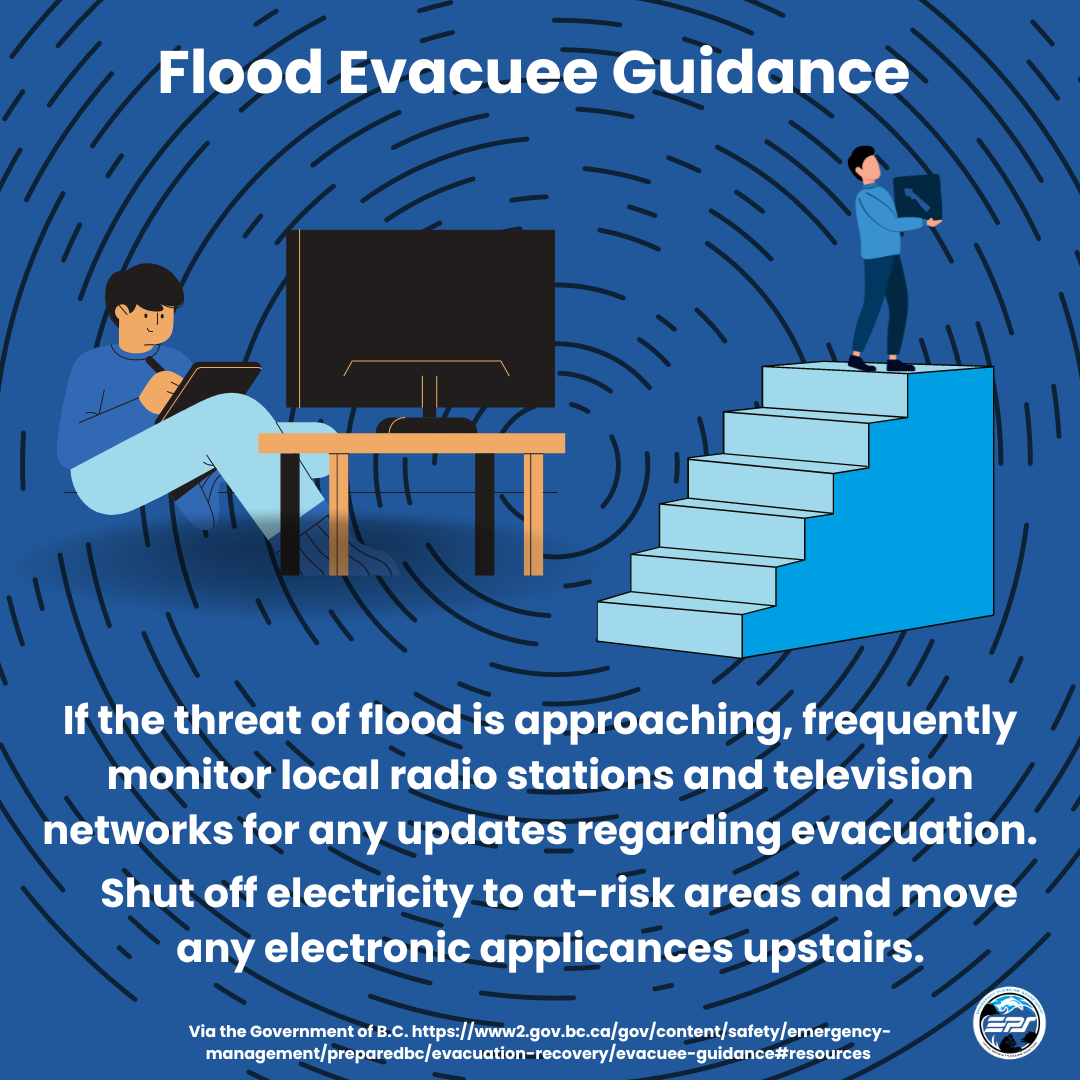 Flood Evacuee Guidance
If the threat of flood is approaching, frequently
monitor local radio stations and television
networks for any updates regarding evacuation.
Shut off electricity to at-risk areas and move
any electronic applicances upstairs.
Via the Government of B.C. https://www2.gov.bc.ca/gov/content/safety/emergency-
management/preparedbc/evacuation-recovery/evacuee-guidance#resources
EPS